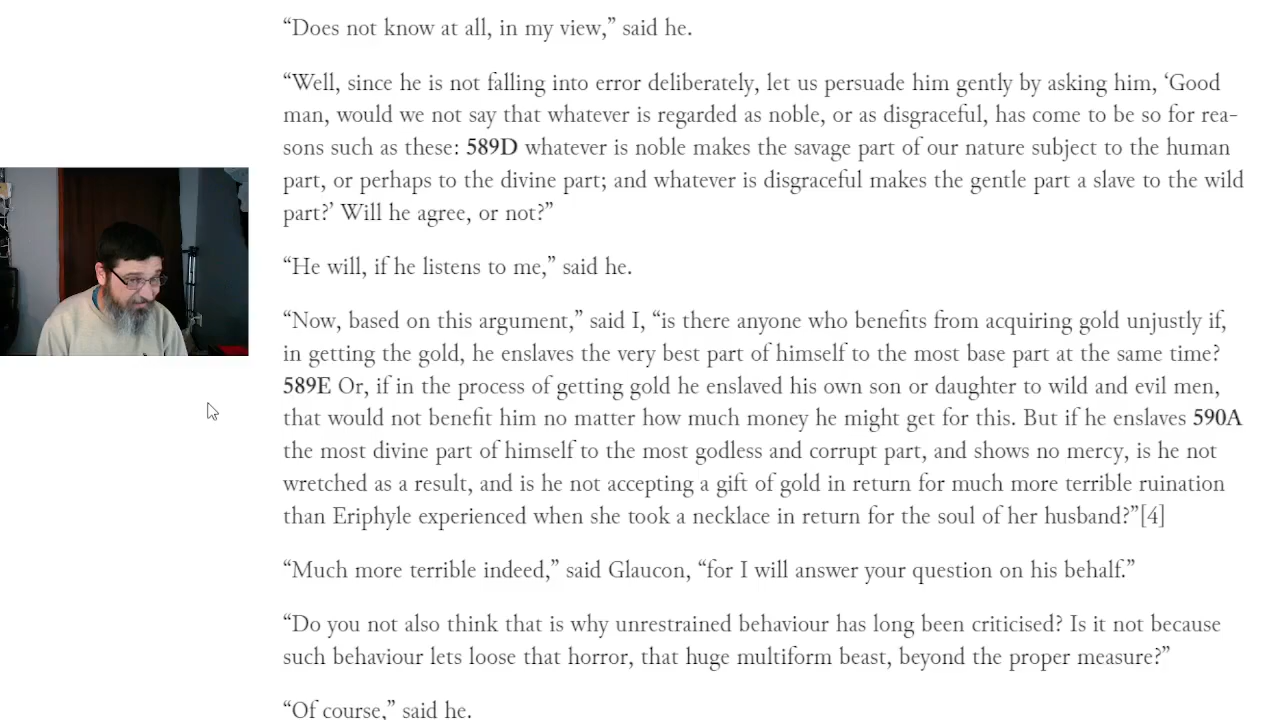 “Does not know at all, in my view,” said he.
“Well, since he is not falling into error deliberately, let us persuade him gently by asking him, ‘Good
man, would we not say that whatever is regarded as noble, or as disgraceful, has come to be so for rea-
sons such as these: 589D whatever is noble makes the savage part of our nature subject to the human
part, or perhaps to the divine part; and whatever is disgraceful makes the gentle part a slave to the wild
part?’ Will he agree, or not?”
“He will, if he listens to me,” said he.
“Now, based on this argument,” said I, “is there anyone who benefits from acquiring gold unjustly if,
in getting the gold, he enslaves the very best part of himself to the most base part at the same time?
589E Or, if in the process of getting gold he enslaved his own son or daughter to wild and evil men,
that would not benefit him no matter how much money he might get for this. But if he enslaves 590A
the most divine part of himself to the most godless and corrupt part, and shows no mercy, is he not
wretched as a result, and is he not accepting a gift of gold in return for much more terrible ruination
than Eriphyle experienced when she took a necklace in return for the soul of her husband?”[4]
“Much more terrible indeed,” said Glaucon, “for I will answer your question on his behalf.”
“Do you not also think that is why unrestrained behaviour has long been criticised? Is it not because
such behaviour lets loose that horror, that huge multiform beast, beyond the proper measure?”
“Of course,” said he.